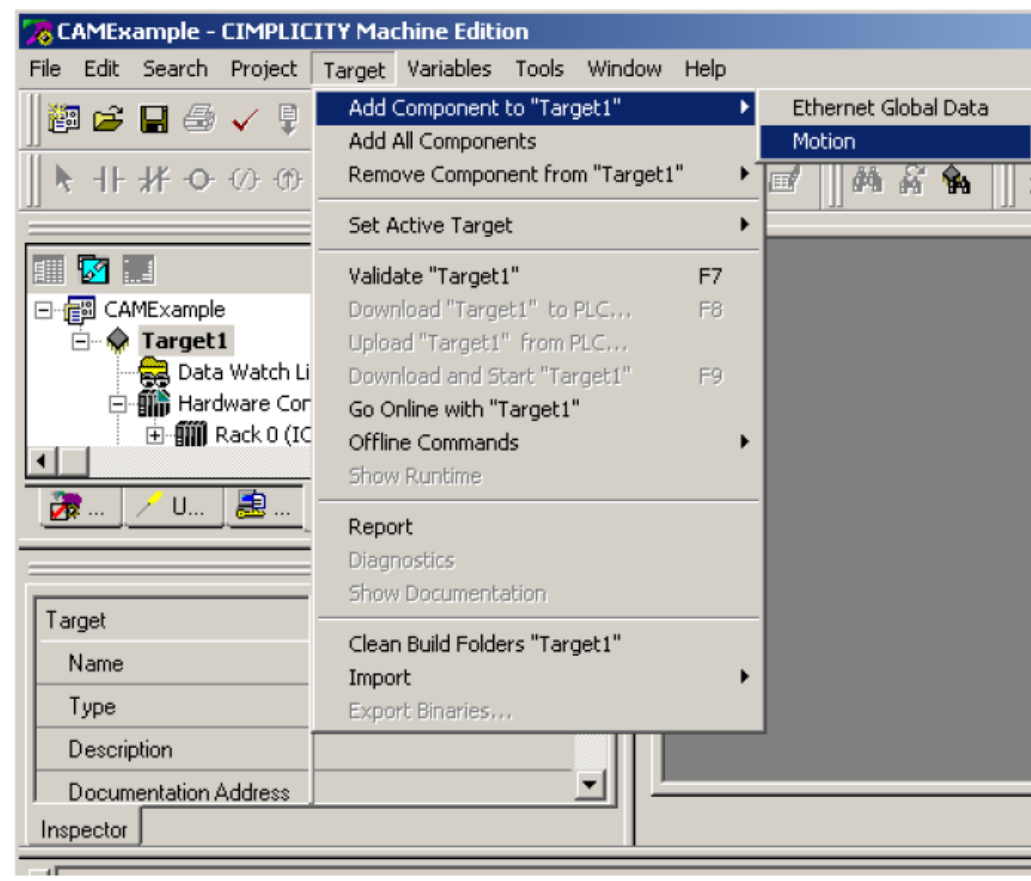 CAMExample - CIMPLICITY Machine Edition
File Edit Search Project Target Variables Tools Window Help
Add Component to "Target1"
Ethernet Global Data
Motion
Add All Components
Remove Component from "Target1"
Set Active Target
Validate "Target1" F7
Download "Target1" to PLC... F8
Upload "Target1" from PLC...
Download and Start "Target1" F9
Go Online with "Target1"
Offline Commands
Show Runtime
Report
Diagnostics
Show Documentation
Clean Build Folders "Target1"
Import
Export Binaries...
CAMExample
Target1
Data Watch Li
Hardware Cor
Rack 0 (IC
... U... ...
Target
Name
Type
Description
Documentation Address
Inspector